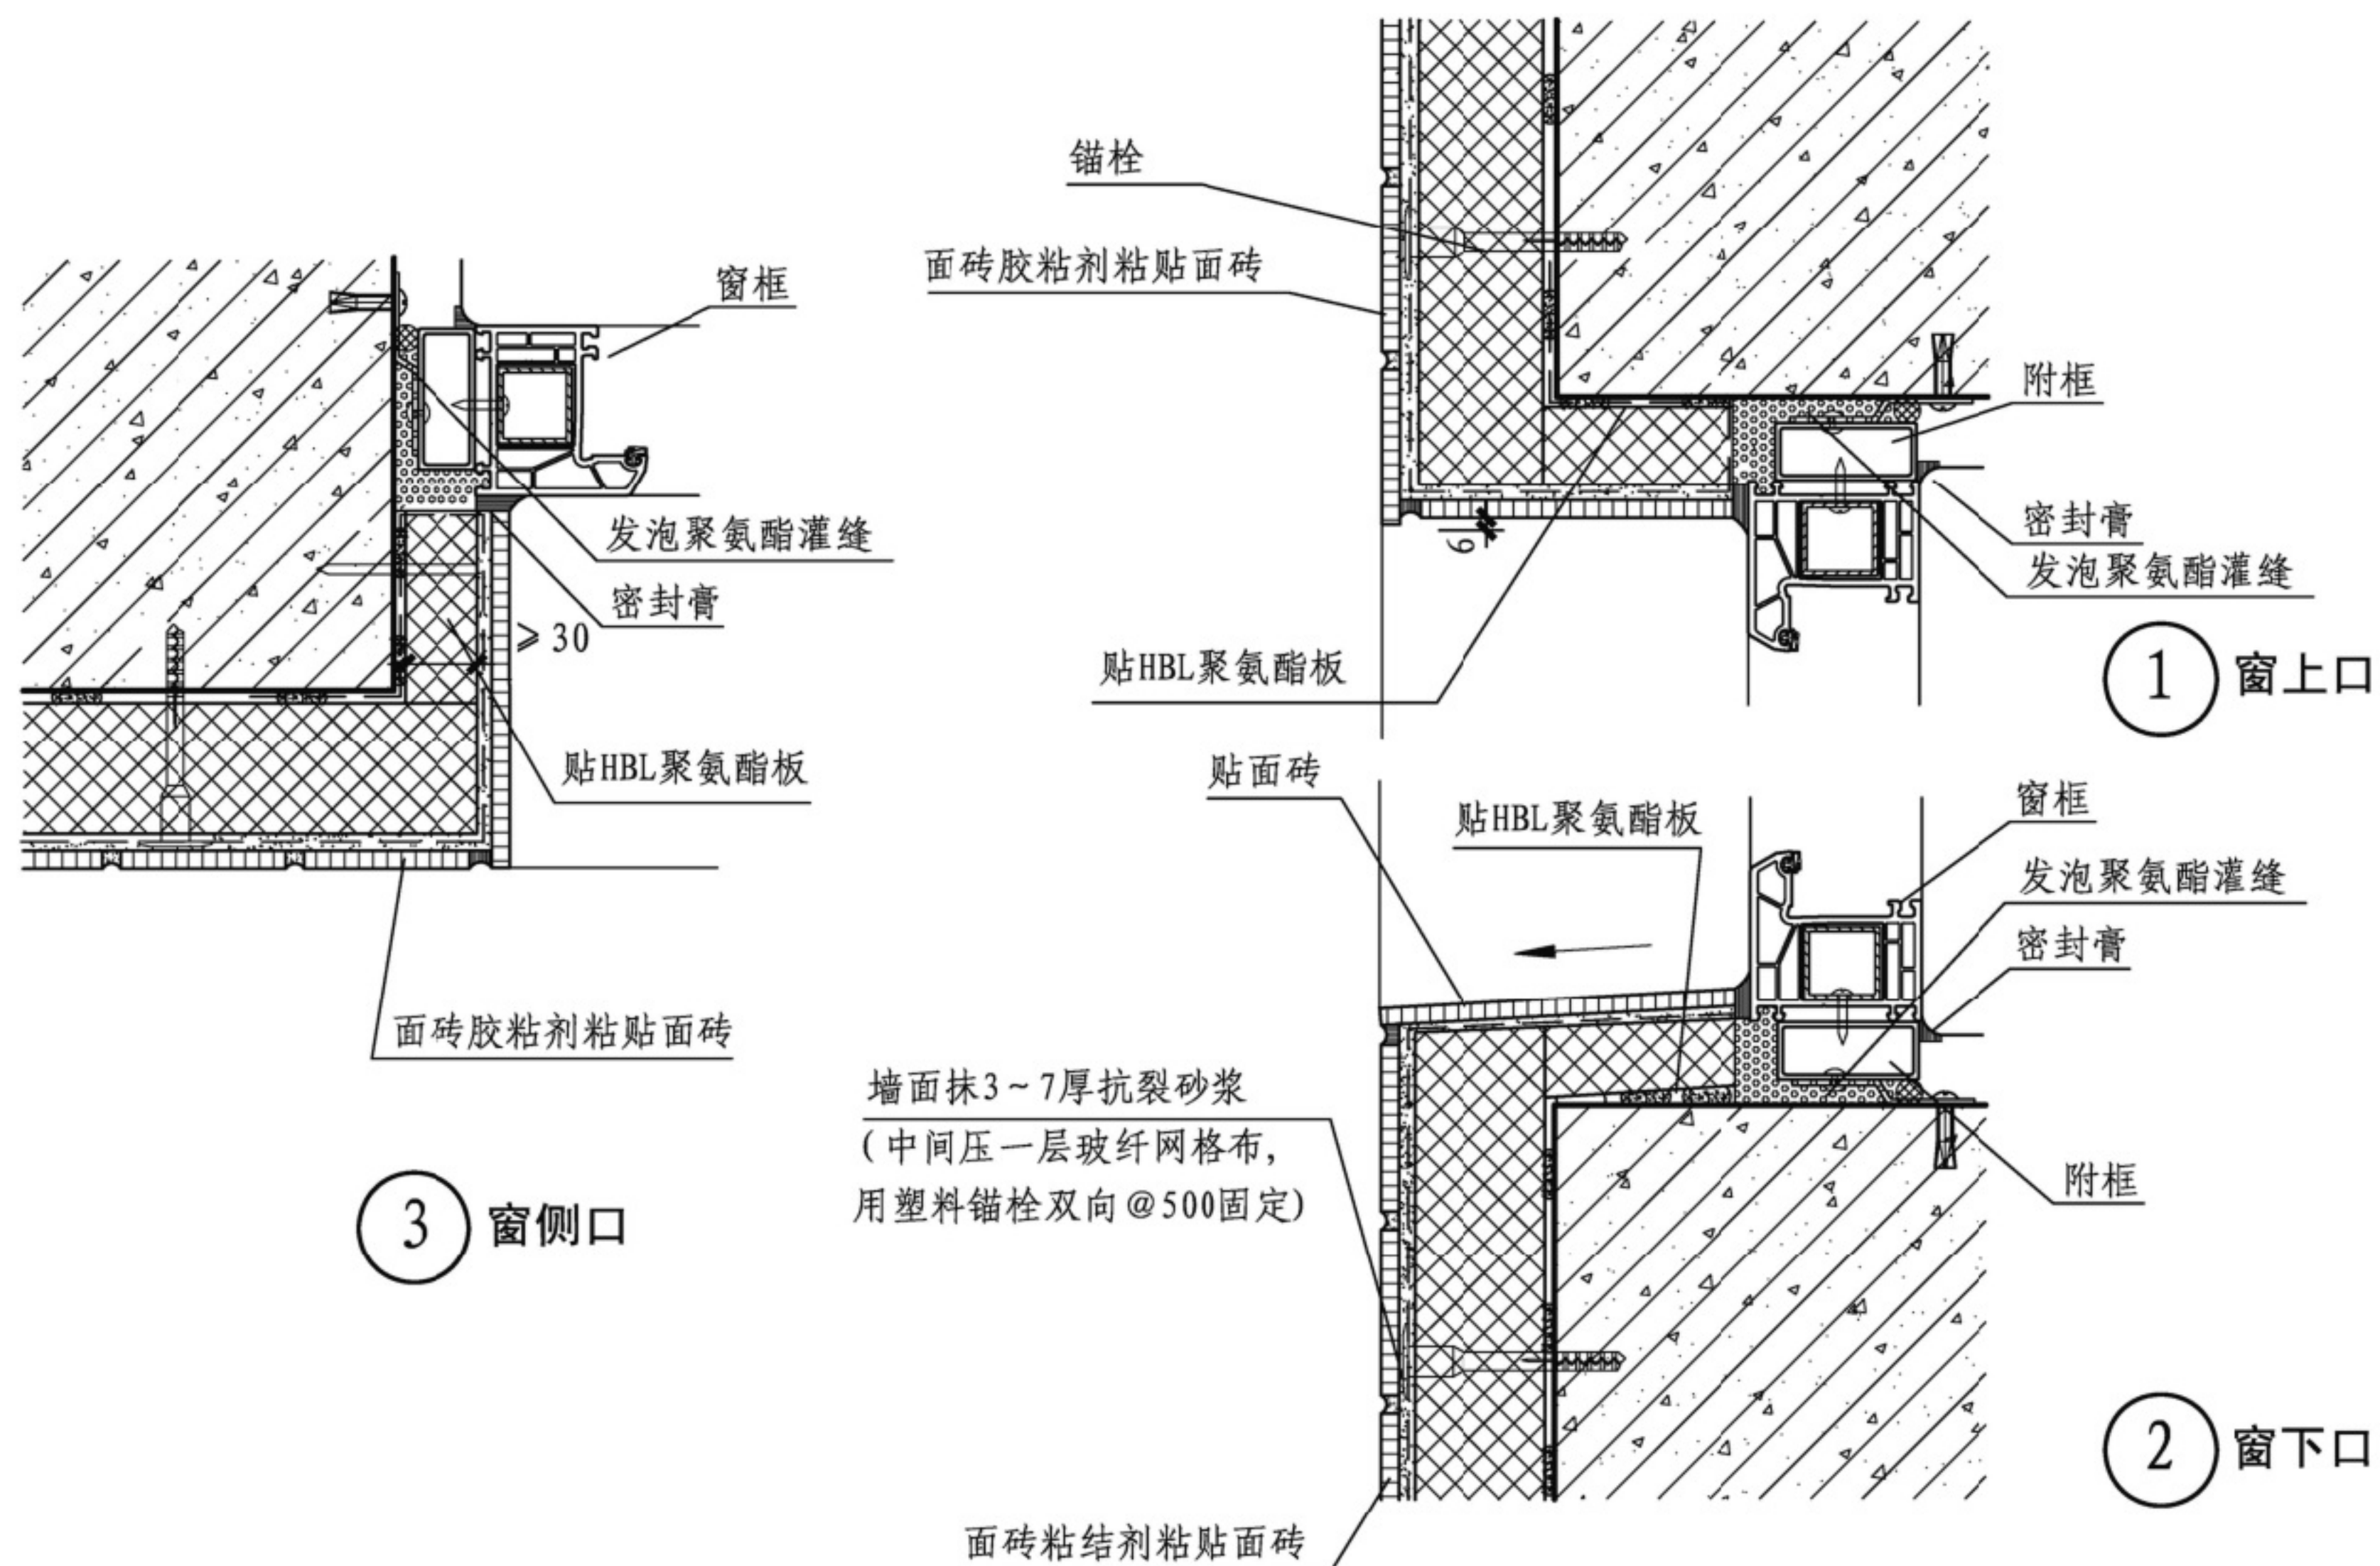 窗框
发泡聚氨酯灌缝
密封膏
≥30
贴HBL聚氨酯板
面砖胶粘剂粘贴面砖
3 窗侧口
锚栓
面砖胶粘剂粘贴面砖
附框
密封膏
发泡聚氨酯灌缝
6
贴HBL聚氨酯板
1 窗上口
贴面砖
贴HBL聚氨酯板
窗框
发泡聚氨酯灌缝
密封膏
墙面抹3~7厚抗裂砂浆
(中间压一层玻纤网格布,
用塑料锚栓双向@500固定)
附框
面砖粘结剂粘贴面砖
2 窗下口